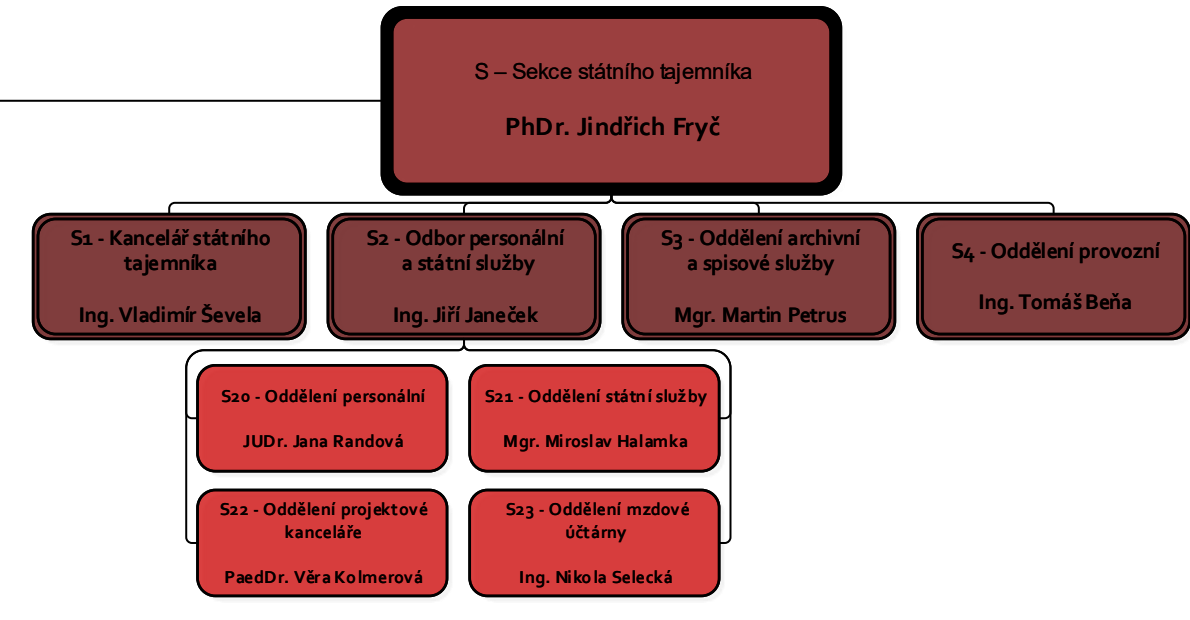 S – Sekce státního tajemníka
PhDr. Jindřich Fryč
S1 - Kancelář státního
tajemníka
Ing. Vladimír Ševela
S2 - Odbor personální
a státní služby
Ing. Jiří Janeček
S3 - Oddělení archivní
a spisové služby
Mgr. Martin Petrus
S4 - Oddělení provozní
Ing. Tomáš Beňa
S20 - Oddělení personální
JUDr. Jana Randová
S21 - Oddělení státní služby
Mgr. Miroslav Halamka
S22 - Oddělení projektové
kanceláře
PaedDr. Věra Kolmerová
S23 - Oddělení mzdové
účtárny
Ing. Nikola Selecká